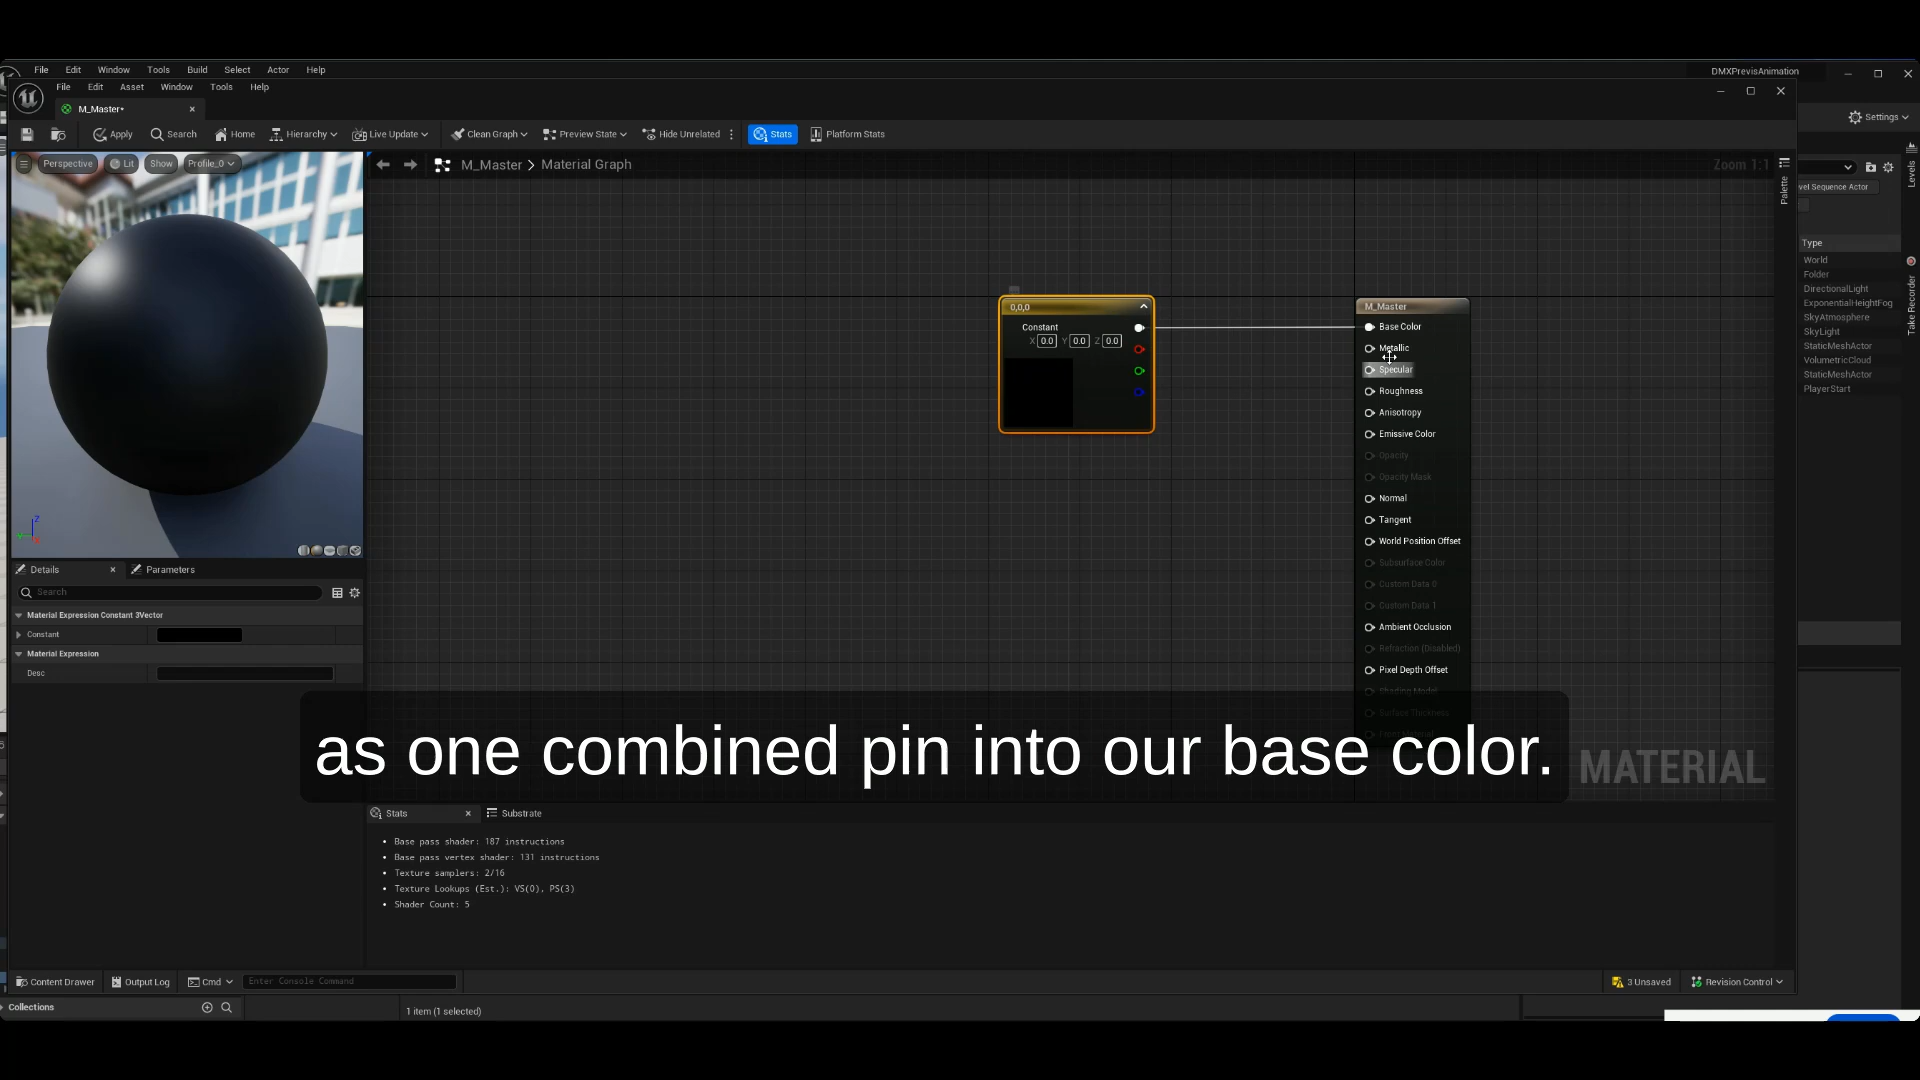 File Edit Window Tools Build Select Actor Help
DMXPrevisAnimation
File Edit Asset Window Tools Help
M_Master•
Settings
Apply Search Home Hierarchy Live Update Clean Graph Preview State Hide Unrelated Stats Platform Stats
Perspective Lit Show Profile_0
M_Master > Material Graph
Zoom 1:1
Palette
Levels
Take Recorder
vel Sequence Actor
Type
World
Folder
DirectionalLight
ExponentialHeightFog
SkyAtmosphere
SkyLight
StaticMeshActor
VolumetricCloud
StaticMeshActor
PlayerStart
0,0,0
Constant
X 0.0 Y 0.0 Z 0.0
M_Master
Base Color
Metallic
Specular
Roughness
Anisotropy
Emissive Color
Opacity
Opacity Mask
Normal
Tangent
World Position Offset
Subsurface Color
Custom Data 0
Custom Data 1
Ambient Occlusion
Refraction (Disabled)
Pixel Depth Offset
Shading Model
Surface Thickness
Z
Details Parameters
Search
Material Expression Constant 3Vector
Constant
Material Expression
Desc
as one combined pin into our base color.
MATERIAL
Stats Substrate
• Base pass shader: 187 instructions
• Base pass vertex shader: 131 instructions
• Texture samplers: 2/16
• Texture Lookups (Est.): VS(0), PS(3)
• Shader Count: 5
Content Drawer Output Log Cmd Enter Console Command
3 Unsaved Revision Control
Collections
1 item (1 selected)